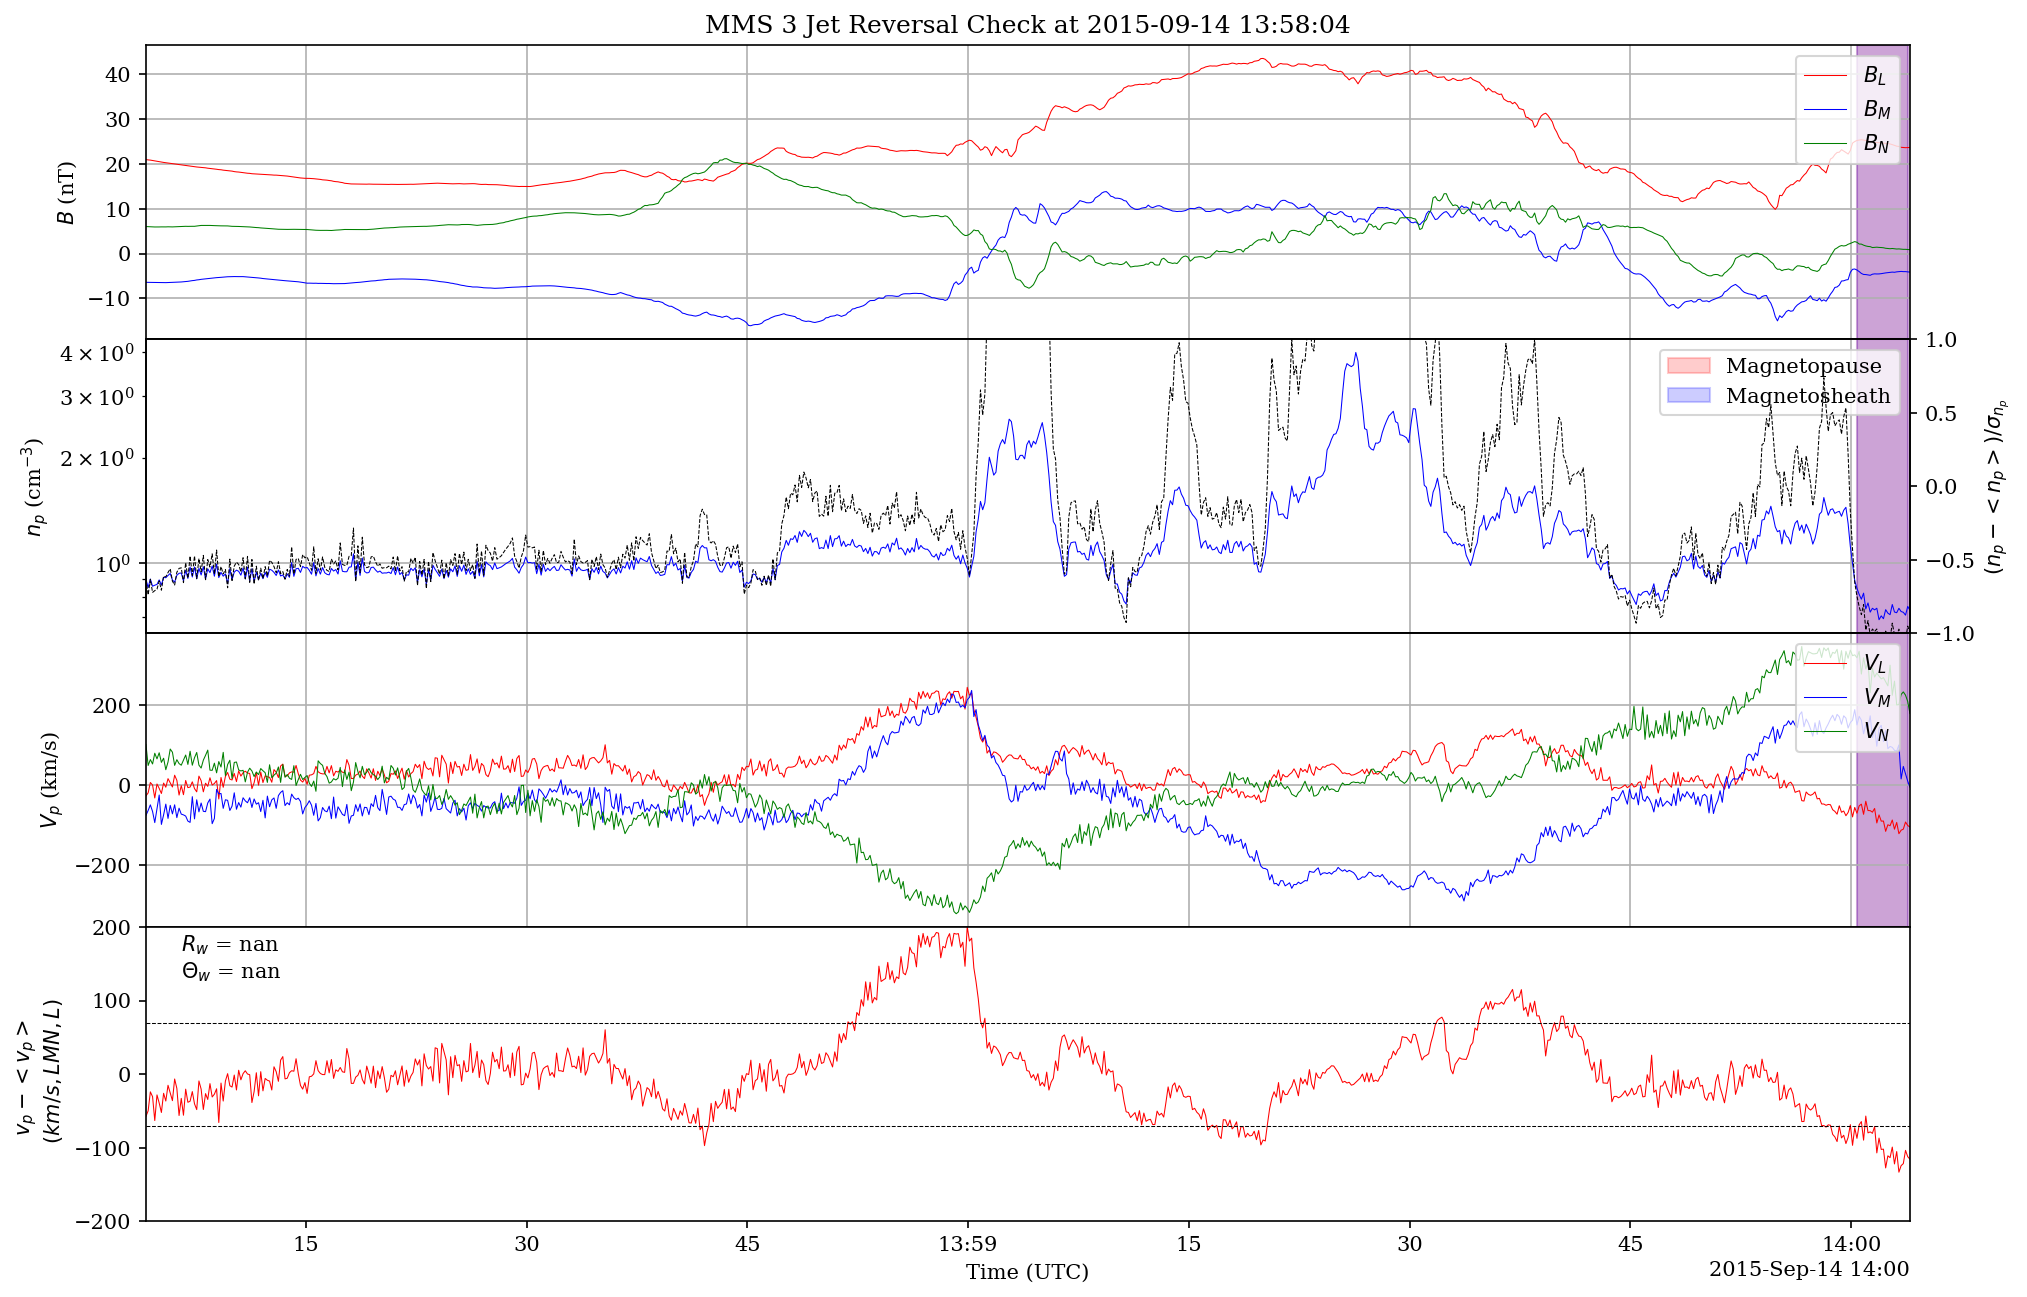 MMS 3 Jet Reversal Check at 2015-09-14 13:58:04
40
30
20
10
0
−10
B (nT)
B_L
B_M
B_N
4 × 10^0
3 × 10^0
2 × 10^0
10^0
n_p (cm^−3)
Magnetopause
Magnetosheath
1.0
0.5
0.0
−0.5
−1.0
(n_p − < n_p > )/σ_{n_p}
200
0
−200
V_p (km/s)
V_L
V_M
V_N
200
100
0
−100
−200
v_p − < v_p >
(km/s, LMN, L)
R_w = nan
Θ_w = nan
15
30
45
13:59
15
30
45
14:00
Time (UTC)
2015-Sep-14 14:00